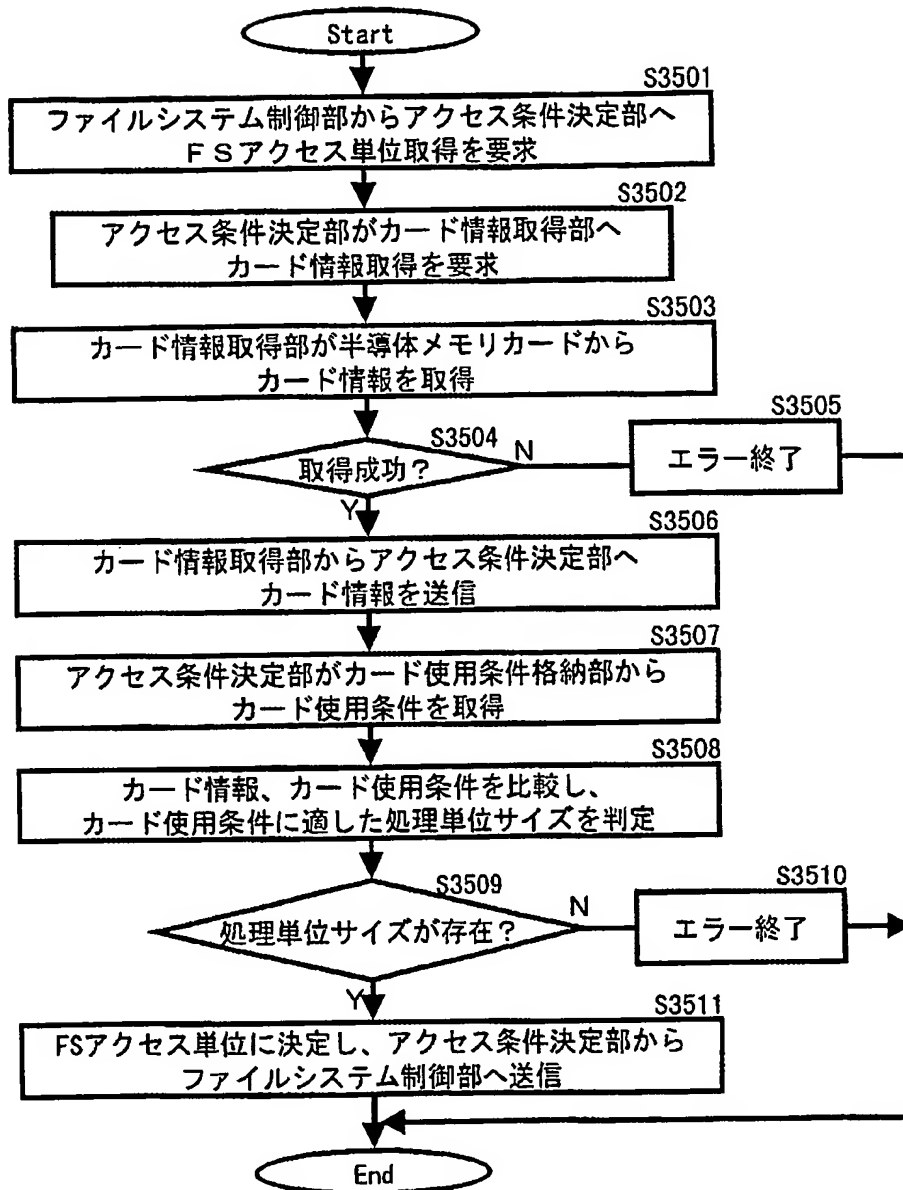 Start
S3501
ファイルシステム制御部からアクセス条件決定部へ
ＦＳアクセス単位取得を要求
S3502
アクセス条件決定部がカード情報取得部へ
カード情報取得を要求
S3503
カード情報取得部が半導体メモリカードから
カード情報を取得
S3504
取得成功？
N
S3505
エラー終了
Y
S3506
カード情報取得部からアクセス条件決定部へ
カード情報を送信
S3507
アクセス条件決定部がカード使用条件格納部から
カード使用条件を取得
S3508
カード情報、カード使用条件を比較し、
カード使用条件に適した処理単位サイズを判定
S3509
処理単位サイズが存在？
N
S3510
エラー終了
Y
S3511
FSアクセス単位に決定し、アクセス条件決定部から
ファイルシステム制御部へ送信
End